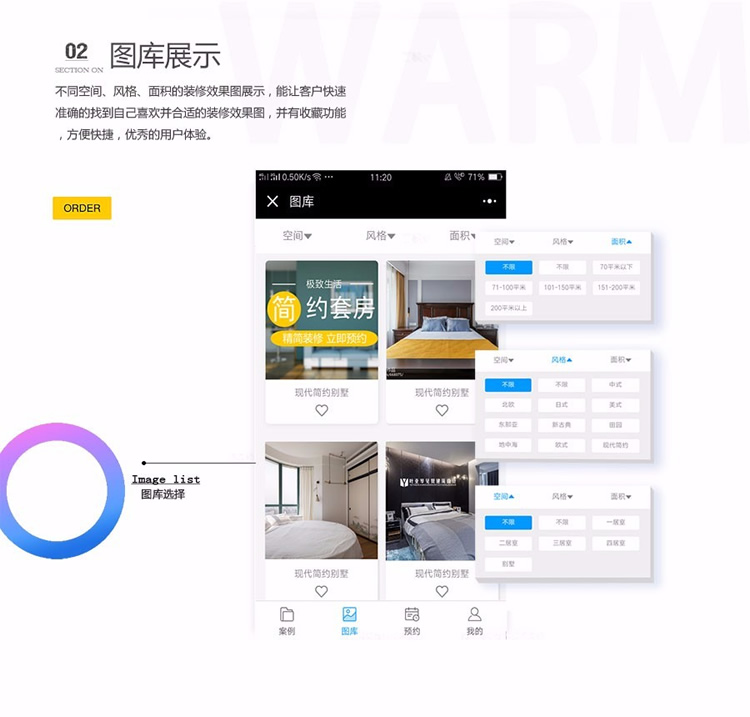 WARM
02
SECTION ON
图库展示
不同空间、风格、面积的装修效果图展示，能让客户快速
准确的找到自己喜欢并合适的装修效果图，并有收藏功能
，方便快捷，优秀的用户体验。
ORDER
0.50K/s
11:20
71%
图库
空间 风格 面积
极致生活
简约套房
精简装修 立即预约
现代简约别墅
现代简约别墅
现代简约别墅
现代简约别墅
案例
图库
预约
我的
空间 风格 面积
不限 不限 70平米以下
71-100平米 101-150平米 151-200平米
200平米以上
空间 风格 面积
不限 不限 中式
北欧 日式 美式
东南亚 新古典 田园
地中海 欧式 现代简约
空间 风格 面积
不限 不限 一居室
二居室 三居室 四居室
别墅
Image list
图库选择